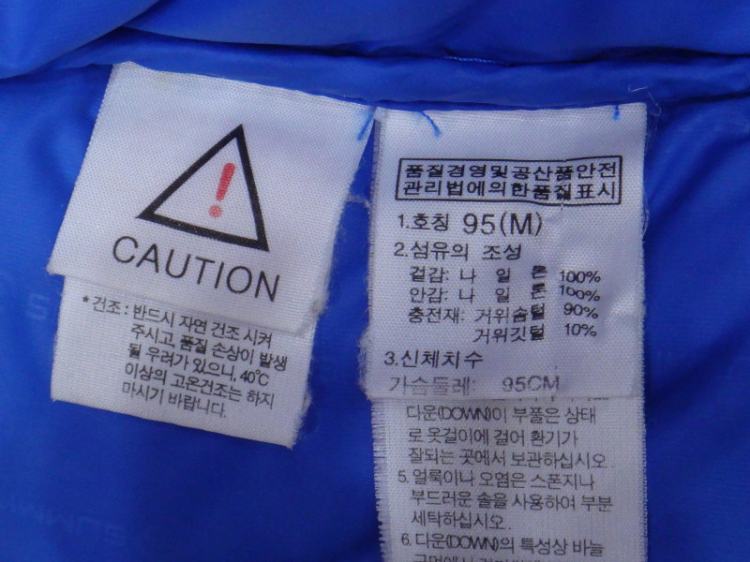 CAUTION
*건조 : 반드시 자연 건조 시켜
주시고, 품질 손상이 발생
될 우려가 있으니, 40℃
이상의 고온건조는 하지
마시기 바랍니다.
품질경영및공산품안전
관리법에의한품질표시
1.호칭 95(M)
2.섬유의 조성
겉감: 나 일 론 100%
안감: 나 일 론 100%
충전재: 거위솜털 90%
거위깃털 10%
3.신체치수
가슴둘레: 95CM
다운(DOWN)이 부풀은 상태
로 옷걸이에 걸어 환기가
잘되는 곳에서 보관하십시오.
5. 얼룩이나 오염은 스폰지나
부드러운 솔을 사용하여 부분
세탁하십시오.
6. 다운(DOWN)의 특성상 바늘